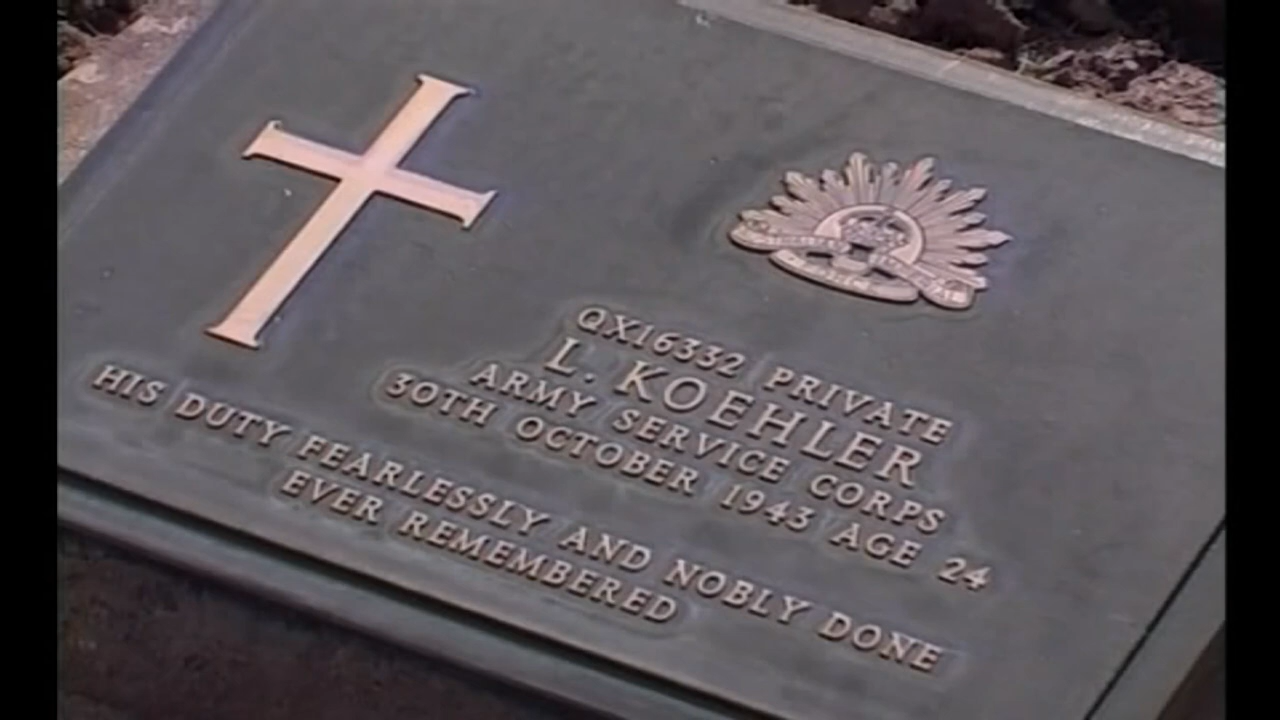 QX16332 PRIVATE
L. KOEHLER
ARMY SERVICE CORPS
30TH OCTOBER 1943 AGE 24
HIS DUTY FEARLESSLY AND NOBLY DONE
EVER REMEMBERED